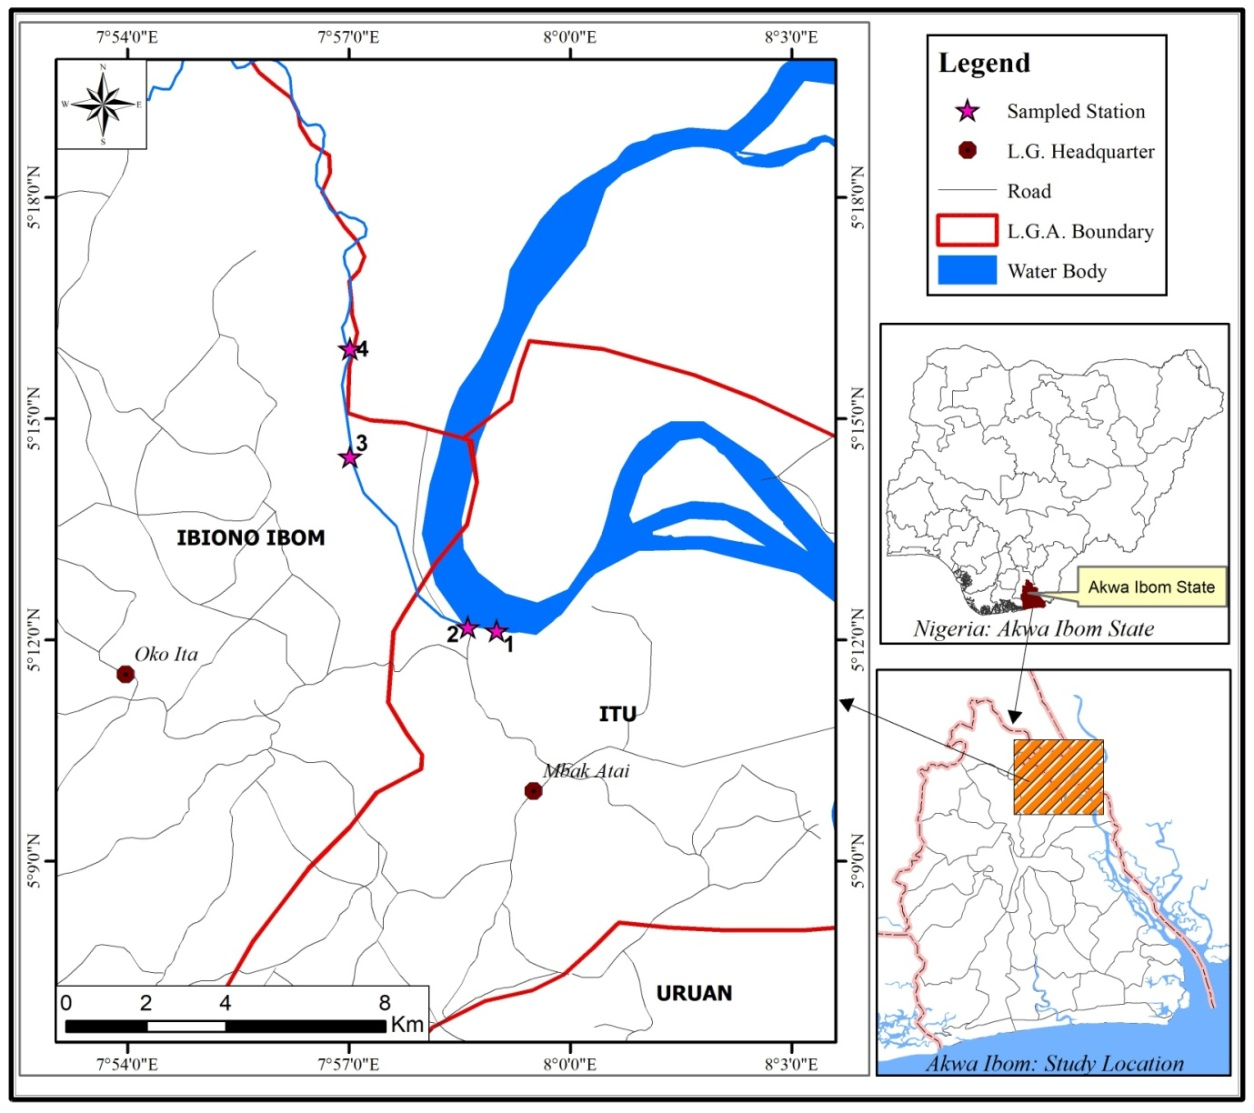 7°54'0"E 7°57'0"E 8°0'0"E 8°3'0"E
N
W E
S
5°18'0"N 5°18'0"N
5°15'0"N 5°15'0"N
5°12'0"N 5°12'0"N
5°9'0"N 5°9'0"N
4
3
IBIONO IBOM
2
1
Oko Ita
ITU
Mbak Atai
URUAN
0 2 4 8
Km
7°54'0"E 7°57'0"E 8°0'0"E 8°3'0"E
Legend
Sampled Station
L.G. Headquarter
Road
L.G.A. Boundary
Water Body
Akwa Ibom State
Nigeria: Akwa Ibom State
Akwa Ibom: Study Location